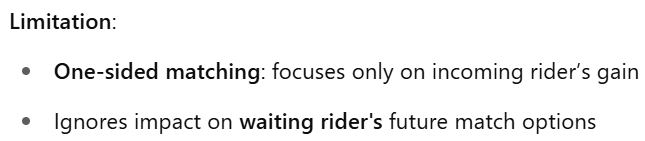 Limitation:
One-sided matching: focuses only on incoming rider’s gain
Ignores impact on waiting rider's future match options